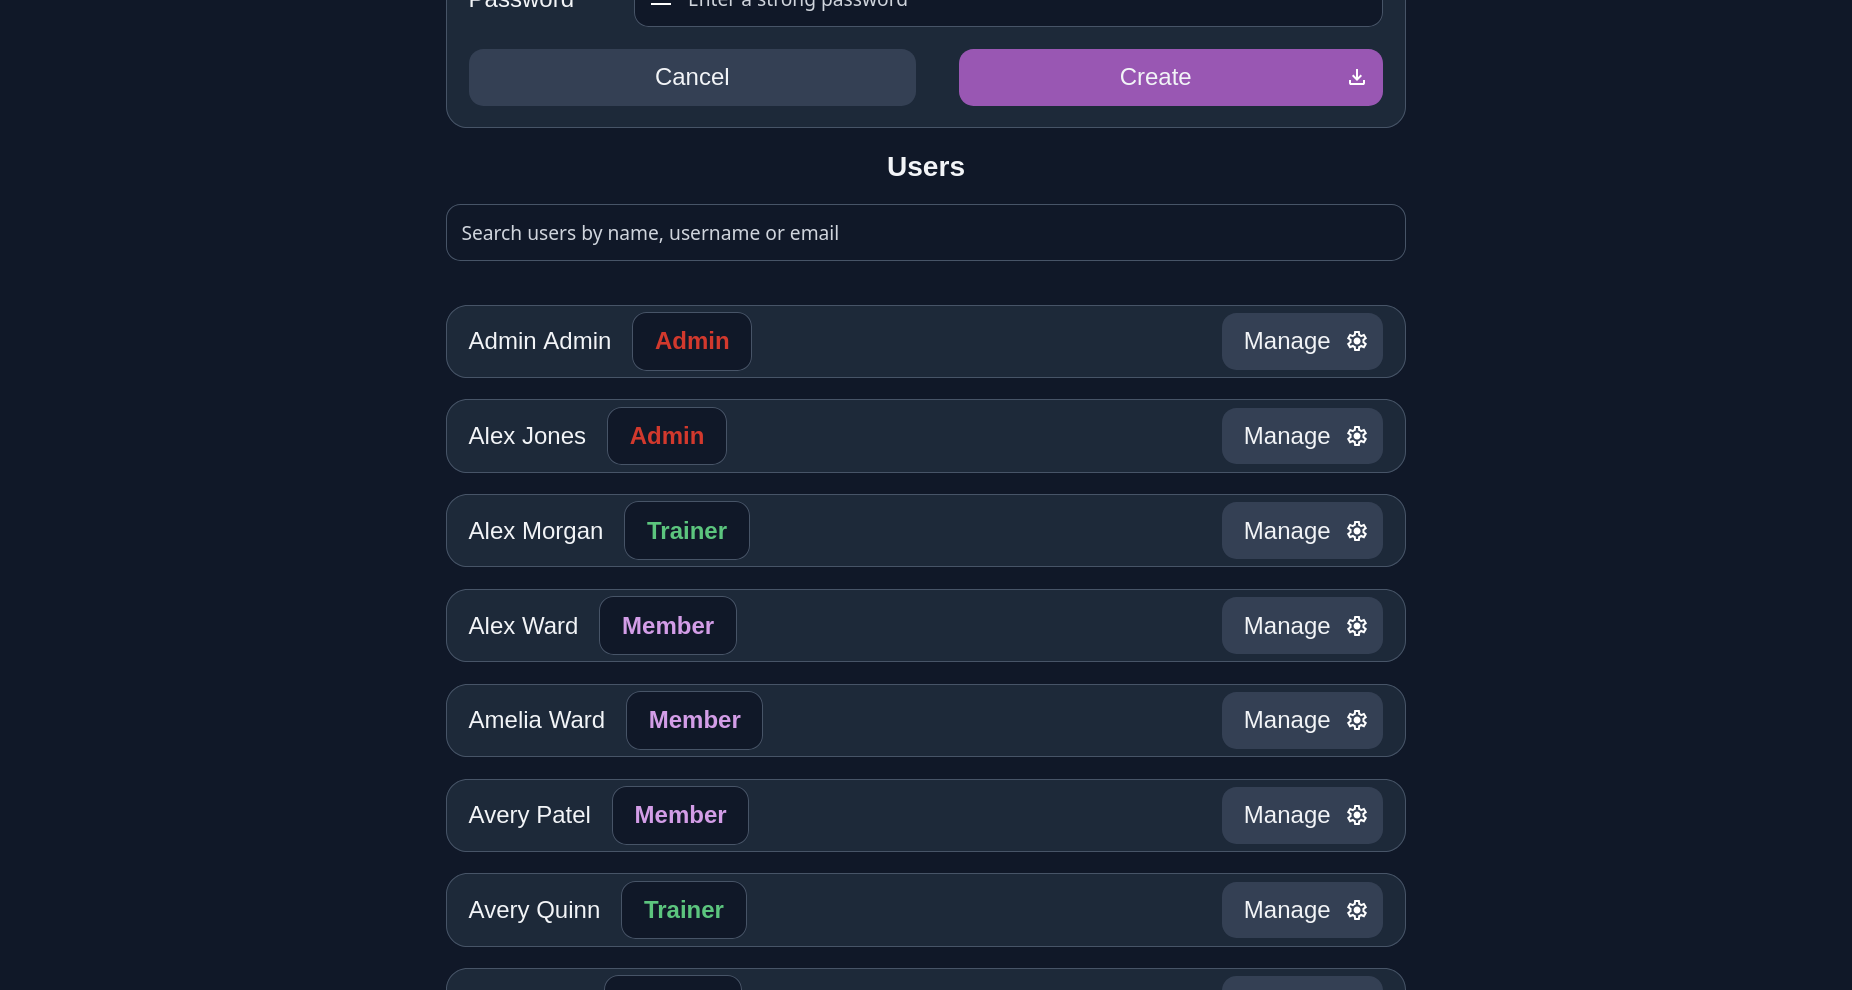 Password Enter a strong password
Cancel Create
Users
Search users by name, username or email
Admin Admin Admin Manage
Alex Jones Admin Manage
Alex Morgan Trainer Manage
Alex Ward Member Manage
Amelia Ward Member Manage
Avery Patel Member Manage
Avery Quinn Trainer Manage